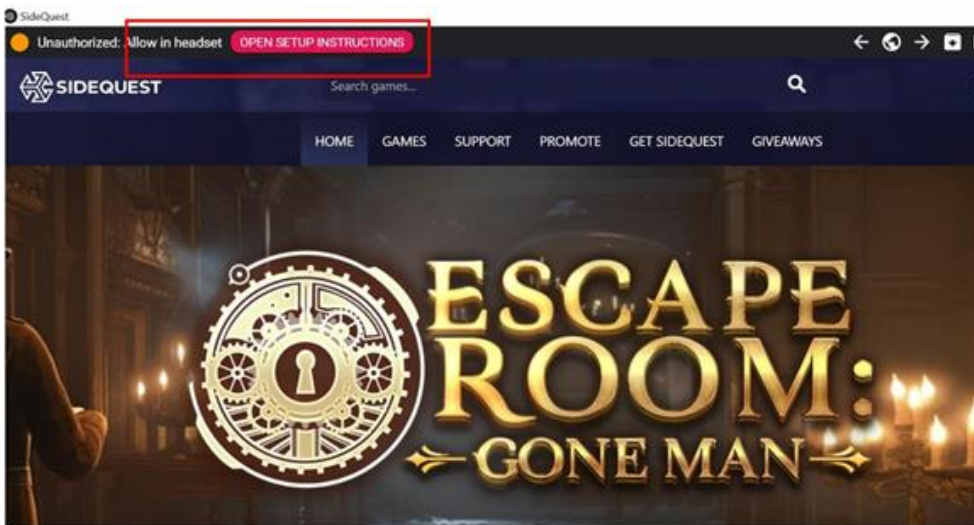 SideQuest
Unauthorized: Allow in headset OPEN SETUP INSTRUCTIONS
SIDEQUEST Search games...
HOME GAMES SUPPORT PROMOTE GET SIDEQUEST GIVEAWAYS
ESCAPE
ROOM:
GONE MAN